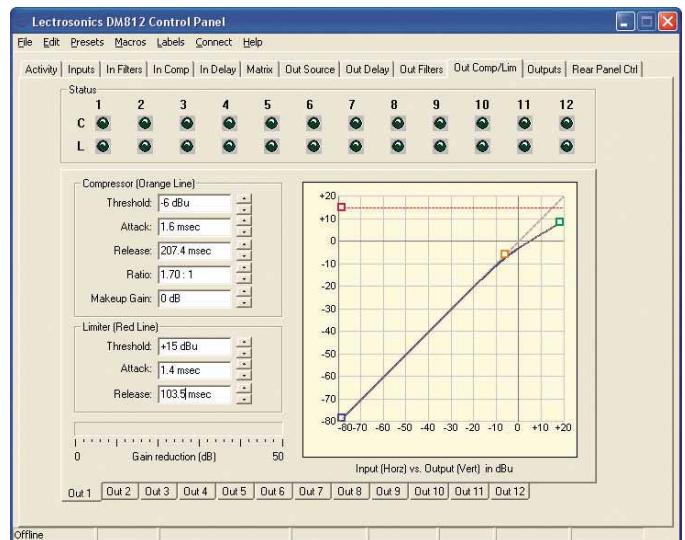 Lectrosonics DM812 Control Panel
File Edit Presets Macros Labels Connect Help
Activity Inputs In Filters In Comp In Delay Matrix Out Source Out Delay Out Filters Out Comp/Lim Outputs Rear Panel Ctrl
Status
1 2 3 4 5 6 7 8 9 10 11 12
C
L
Compressor (Orange Line)
Threshold: -6 dBu
Attack: 1.6 msec
Release: 207.4 msec
Ratio: 1.70 : 1
Makeup Gain: 0 dB
Limiter (Red Line)
Threshold: +15 dBu
Attack: 1.4 msec
Release: 103.5 msec
0 Gain reduction (dB) 50
+20
+10
0
-10
-20
-30
-40
-50
-60
-70
-80
-80 -70 -60 -50 -40 -30 -20 -10 0 +10 +20
Input (Horz) vs. Output (Vert) in dBu
Out 1 Out 2 Out 3 Out 4 Out 5 Out 6 Out 7 Out 8 Out 9 Out 10 Out 11 Out 12
Offline